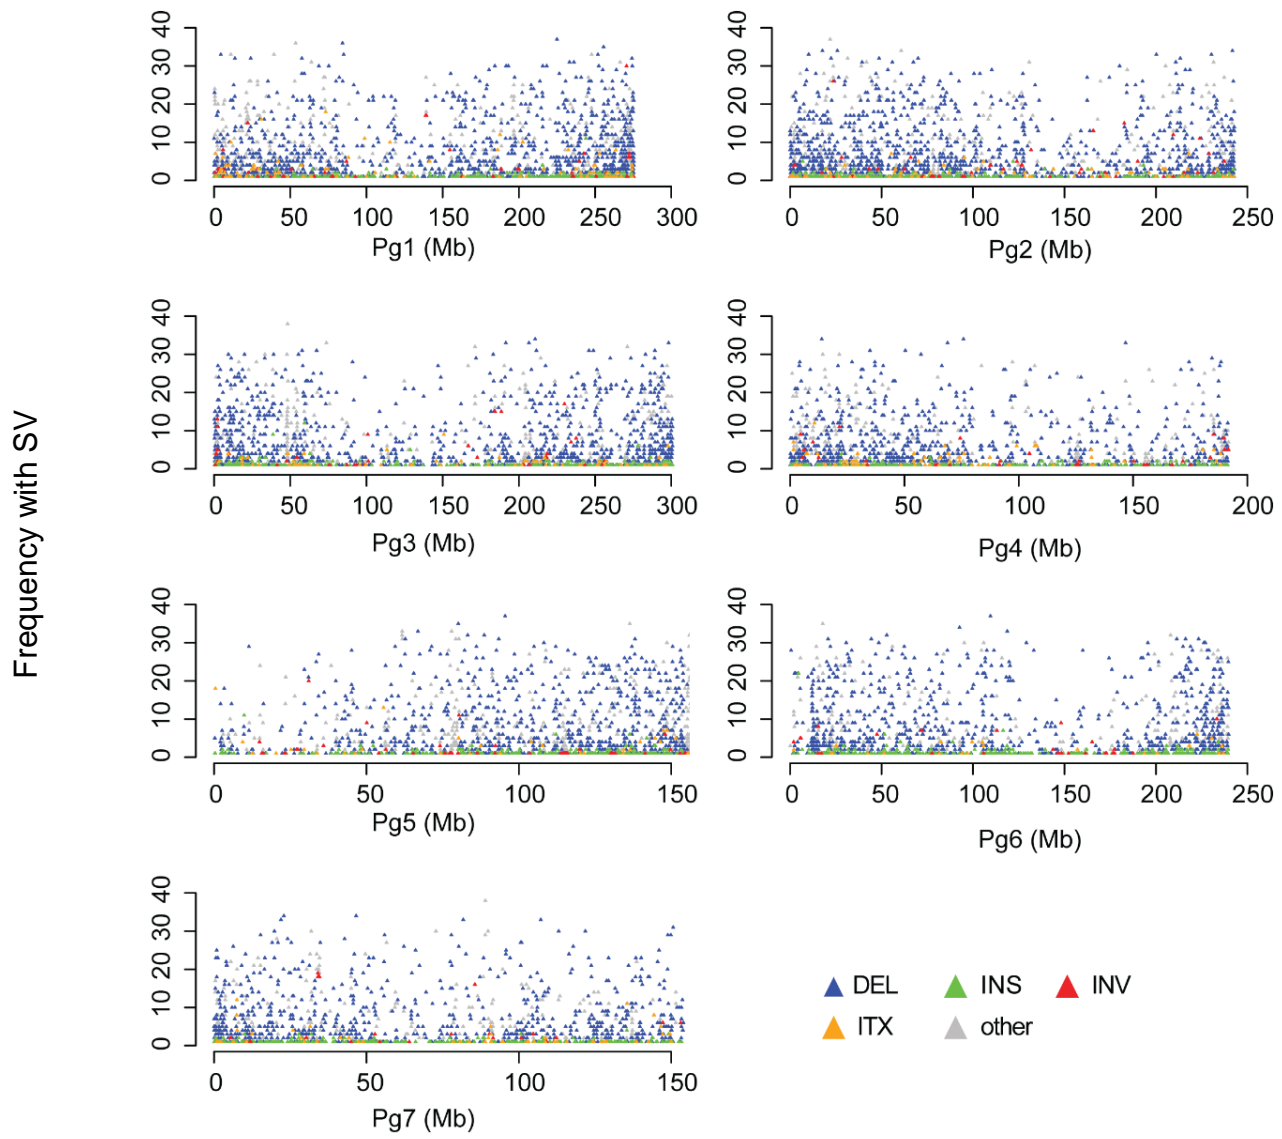 Frequency with SV
40
30
20
10
0
0 50 100 150 200 250 300
Pg1 (Mb)
40
30
20
10
0
0 50 100 150 200 250
Pg2 (Mb)
40
30
20
10
0
0 50 100 150 200 250 300
Pg3 (Mb)
40
30
20
10
0
0 50 100 150 200
Pg4 (Mb)
40
30
20
10
0
0 50 100 150
Pg5 (Mb)
40
30
20
10
0
0 50 100 150 200 250
Pg6 (Mb)
40
30
20
10
0
0 50 100 150
Pg7 (Mb)
DEL INS INV
ITX other